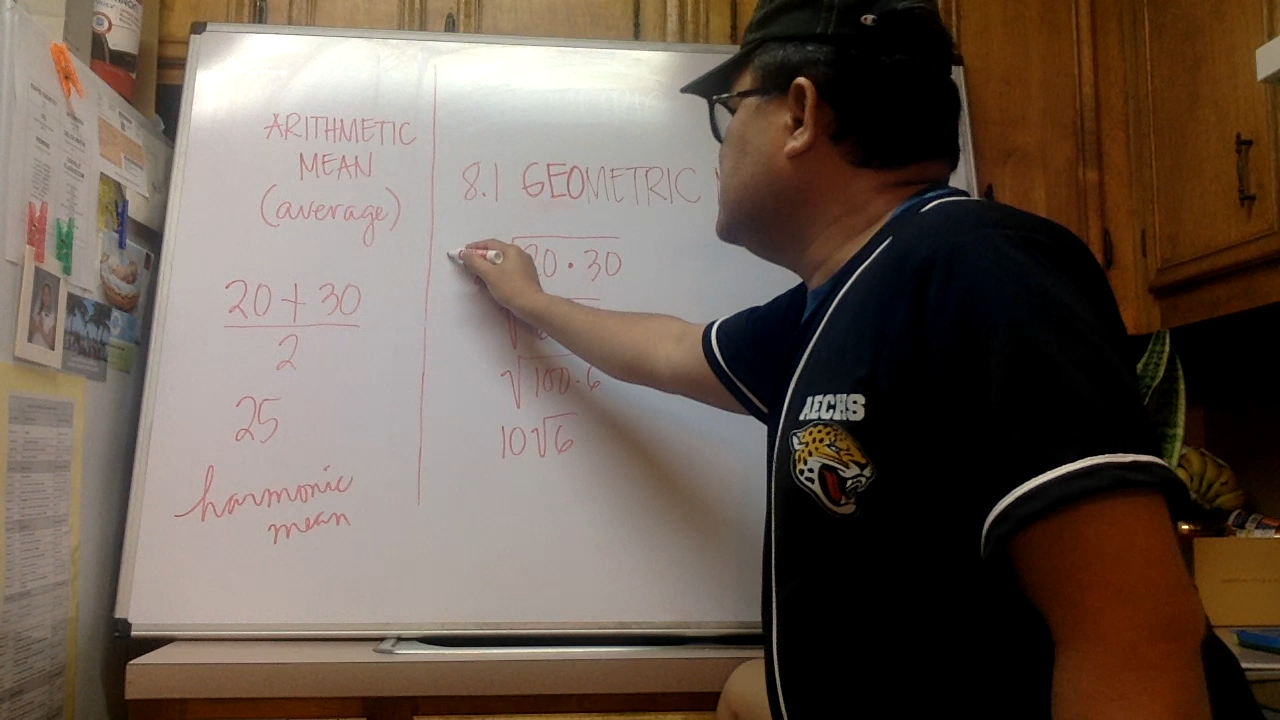 ARITHMETIC
MEAN
(average)
20 + 30
2
25
harmonic
mean
8.1 GEOMETRIC
√20 · 30
√100 · 6
10√6
AECHS